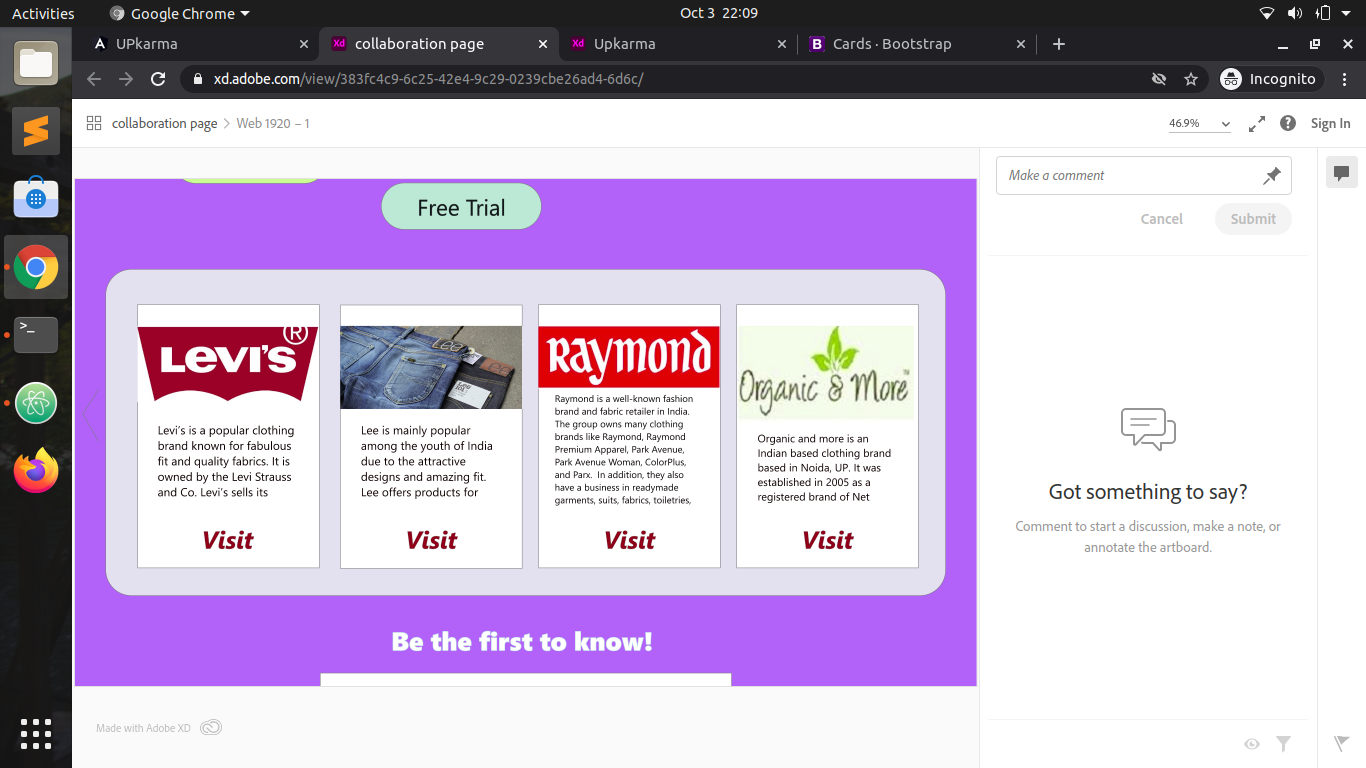 Activities
Google Chrome
Oct 3 22:09
UPkarma
Xd
collaboration page
Xd
Upkarma
B
Cards · Bootstrap
xd.adobe.com/view/383fc4c9-6c25-42e4-9c29-0239cbe26ad4-6d6c/
Incognito
collaboration page > Web 1920 – 1
46.9%
Sign In
Free Trial
LEVI'S
®
Levi's is a popular clothing
brand known for fabulous
fit and quality fabrics. It is
owned by the Levi Strauss
and Co. Levi's sells its
Visit
Lee
Lee is mainly popular
among the youth of India
due to the attractive
designs and amazing fit.
Lee offers products for
Visit
Raymond
Raymond is a well-known fashion
brand and fabric retailer in India.
The group owns many clothing
brands like Raymond, Raymond
Premium Apparel, Park Avenue,
Park Avenue Woman, ColorPlus,
and Parx. In addition, they also
have a business in readymade
garments, suits, fabrics, toiletries,
Visit
Organic & More™
Organic and more is an
Indian based clothing brand
based in Noida, UP. It was
established in 2005 as a
registered brand of Net
Visit
Be the first to know!
Made with Adobe XD
Make a comment
Cancel
Submit
Got something to say?
Comment to start a discussion, make a note, or
annotate the artboard.